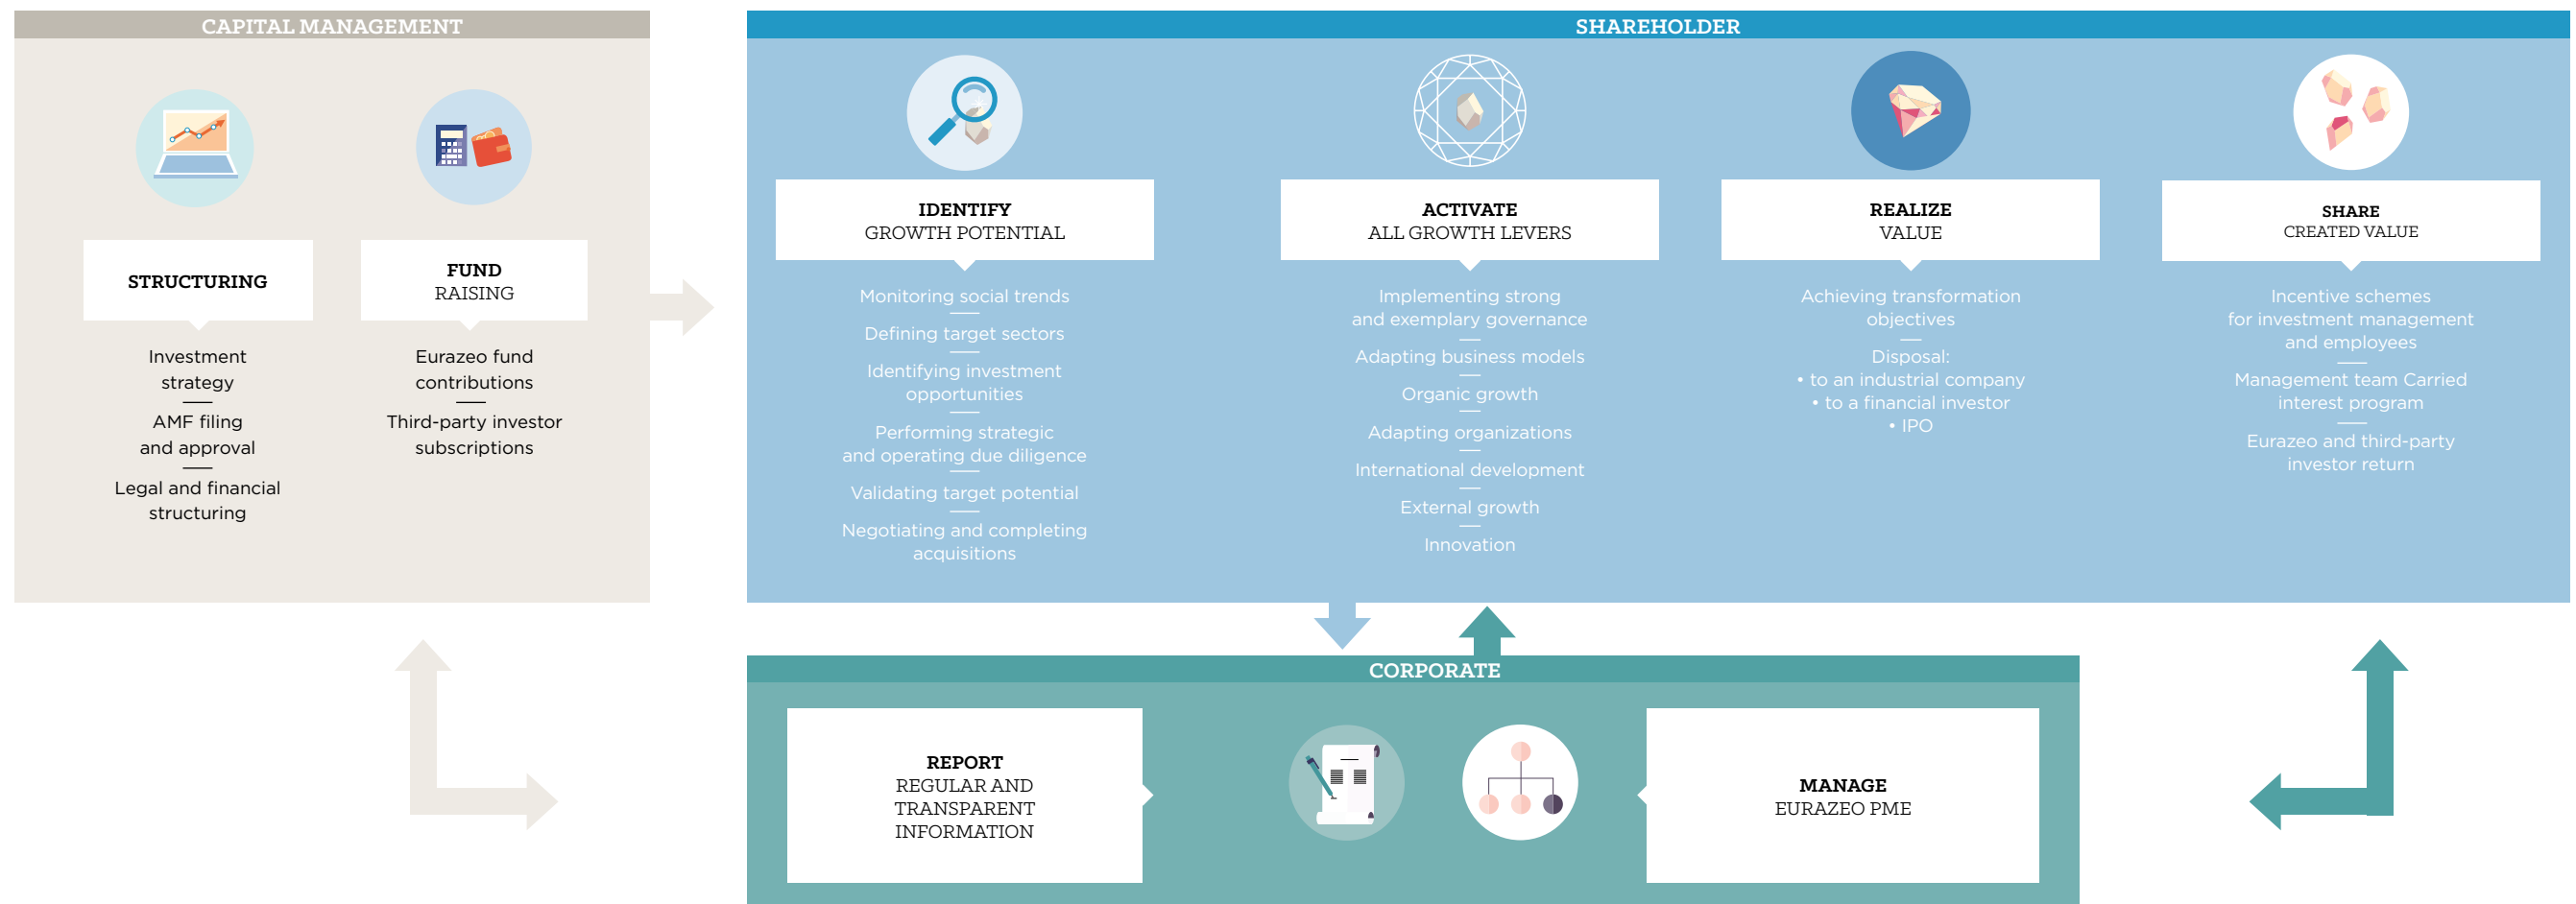 CAPITAL MANAGEMENT
STRUCTURING
Investment
strategy
AMF filing
and approval
Legal and financial
structuring
FUND
RAISING
Eurazeo fund
contributions
Third-party investor
subscriptions
SHAREHOLDER
IDENTIFY
GROWTH POTENTIAL
Monitoring social trends
Defining target sectors
Identifying investment
opportunities
Performing strategic
and operating due diligence
Validating target potential
Negotiating and completing
acquisitions
ACTIVATE
ALL GROWTH LEVERS
Implementing strong
and exemplary governance
Adapting business models
Organic growth
Adapting organizations
International development
External growth
Innovation
REALIZE
VALUE
Achieving transformation
objectives
Disposal:
• to an industrial company
• to a financial investor
• IPO
SHARE
CREATED VALUE
Incentive schemes
for investment management
and employees
Management team Carried
interest program
Eurazeo and third-party
investor return
CORPORATE
REPORT
REGULAR AND
TRANSPARENT
INFORMATION
MANAGE
EURAZEO PME